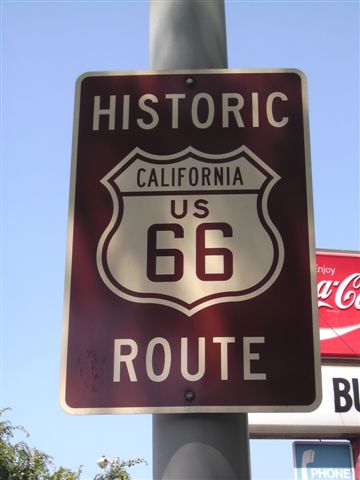 HISTORIC
CALIFORNIA
US
66
ROUTE
Enjoy
PHONE